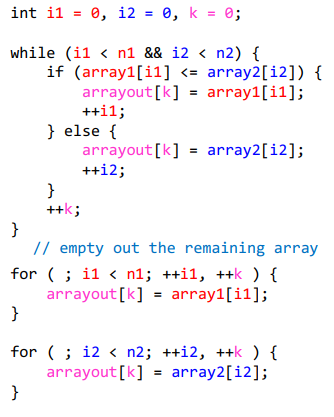 int i1 = 0, i2 = 0, k = 0;
while (i1 < n1 && i2 < n2) {
if (array1[i1] <= array2[i2]) {
arrayout[k] = array1[i1];
++i1;
} else {
arrayout[k] = array2[i2];
++i2;
}
++k;
}
// empty out the remaining array
for ( ; i1 < n1; ++i1, ++k ) {
arrayout[k] = array1[i1];
}
for ( ; i2 < n2; ++i2, ++k ) {
arrayout[k] = array2[i2];
}